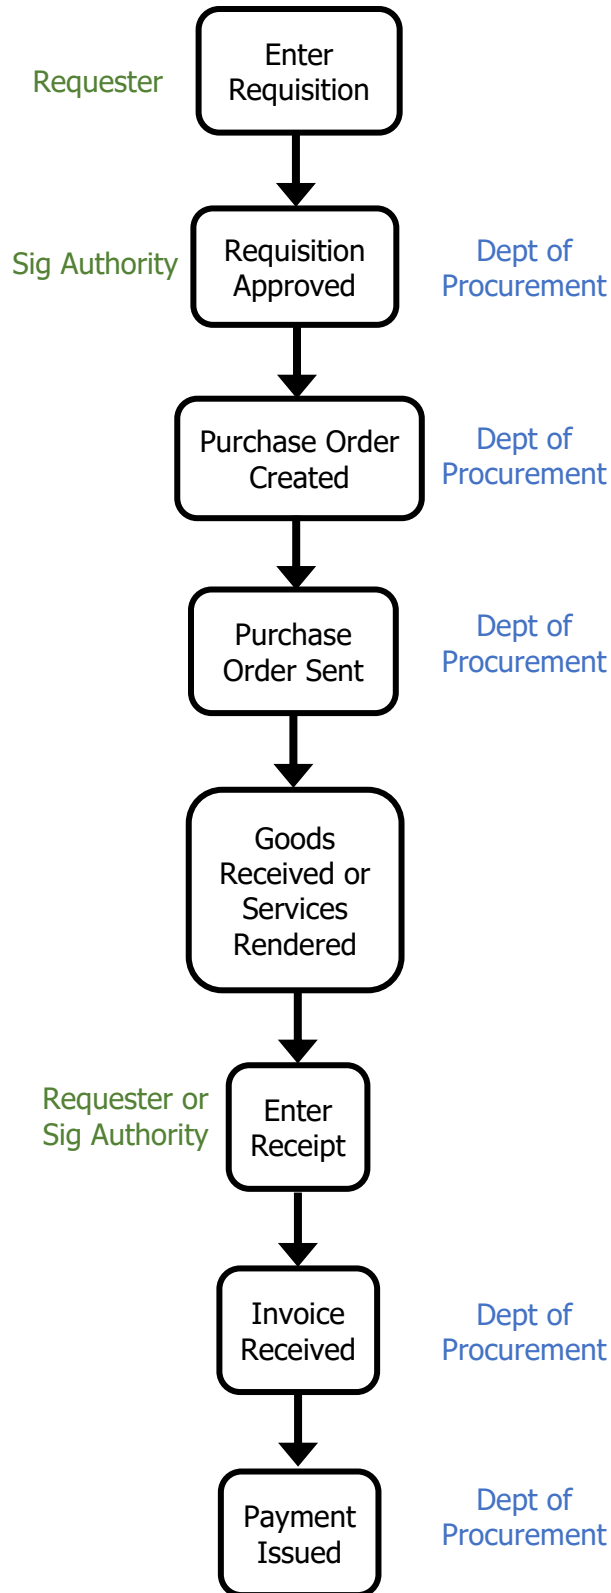 Requester
Enter
Requisition
Sig Authority
Requisition
Approved
Dept of
Procurement
Purchase Order
Created
Dept of
Procurement
Purchase
Order Sent
Dept of
Procurement
Goods
Received or
Services
Rendered
Requester or
Sig Authority
Enter
Receipt
Invoice
Received
Dept of
Procurement
Payment
Issued
Dept of
Procurement